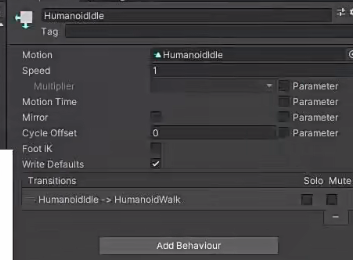 HumanoidIdle
Tag
Motion HumanoidIdle
Speed 1
Multiplier Parameter
Motion Time Parameter
Mirror Parameter
Cycle Offset 0 Parameter
Foot IK
Write Defaults
Transitions Solo Mute
HumanoidIdle -> HumanoidWalk
Add Behaviour